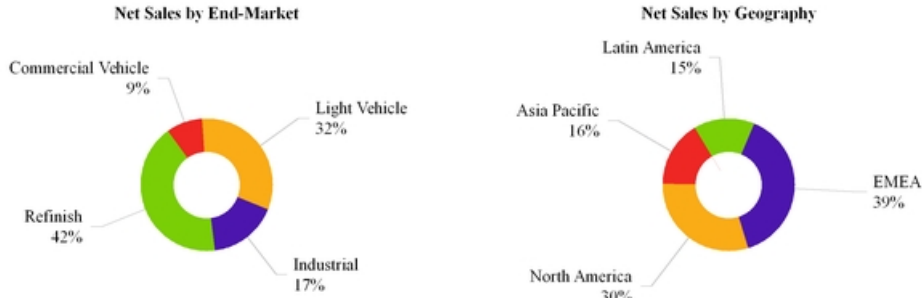 Net Sales by End-Market
Commercial Vehicle
9%
Light Vehicle
32%
Refinish
42%
Industrial
17%
Net Sales by Geography
Latin America
15%
Asia Pacific
16%
EMEA
39%
North America
30%